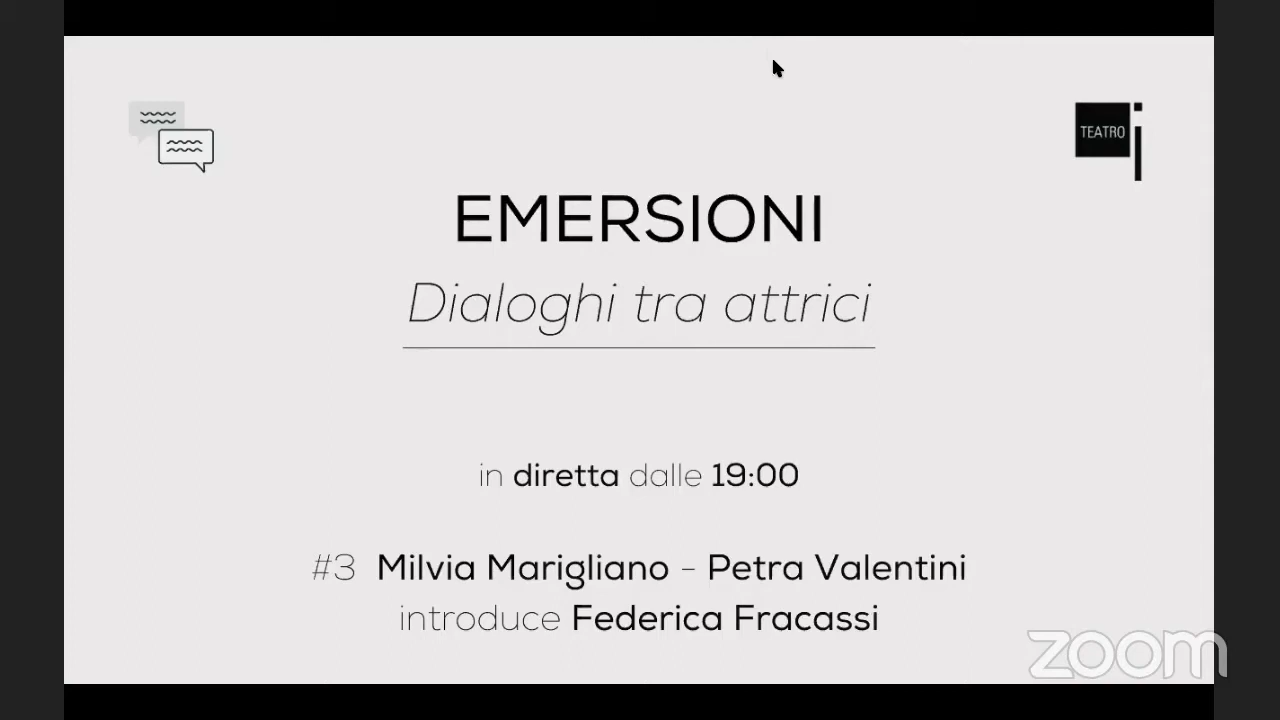 TEATRO i
EMERSIONI
Dialoghi tra attrici
in diretta dalle 19:00
#3 Milvia Marigliano - Petra Valentini
introduce Federica Fracassi
zoom